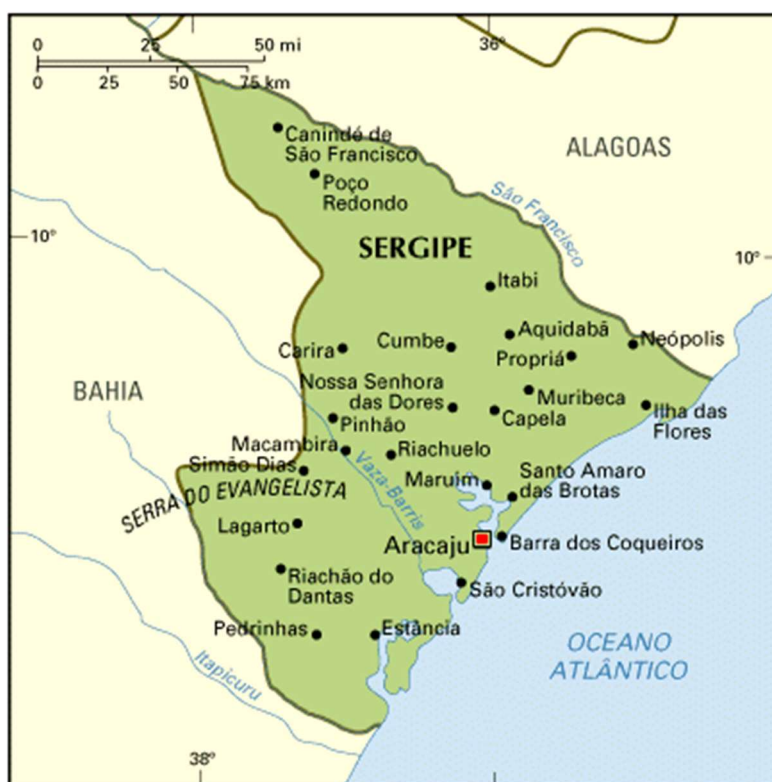 0 25 50 mi
0 25 50 75 km
36°
Canindé de
São Francisco
ALAGOAS
Poço
Redondo
São Francisco
10°
SERGIPE
10°
Itabi
Aquidabã
Neópolis
Cumbe
Carira
Propriá
BAHIA
Nossa Senhora
das Dores
Muribeca
Capela
Ilha das
Flores
Pinhão
Macambira
Riachuelo
Simão Dias
Vaza-Barris
Maruim
Santo Amaro
das Brotas
SERRA DO EVANGELISTA
Lagarto
Aracaju
Barra dos Coqueiros
Riachão do
Dantas
São Cristóvão
Pedrinhas
Estância
OCEANO
ATLÂNTICO
Itapicuru
38°